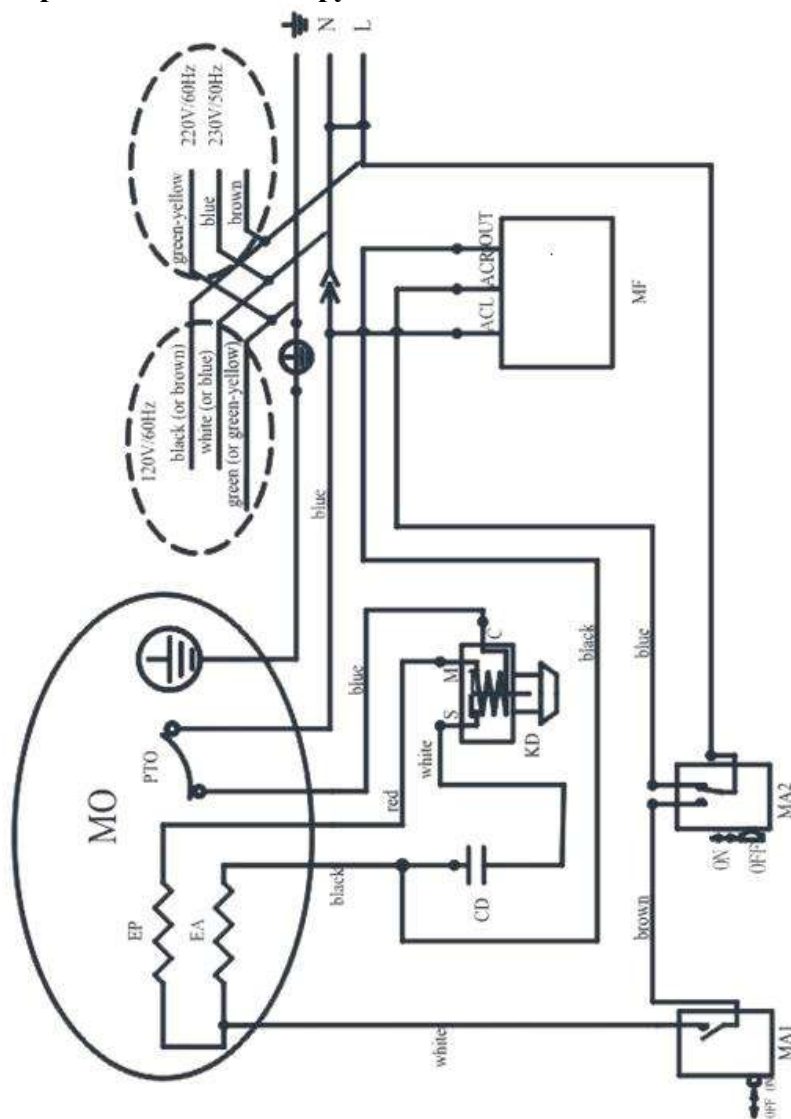 N
L
220V/60Hz
230V/50Hz
green-yellow
blue
brown
120V/60Hz
black (or brown)
white (or blue)
green (or green-yellow)
blue
OUT
ACR
ACL
MF
MO
PTO
EP
EA
blue
red
black
white
S
M
C
KD
CD
black
blue
brown
white
ON
OFF
MA2
OFF
ON
MA1